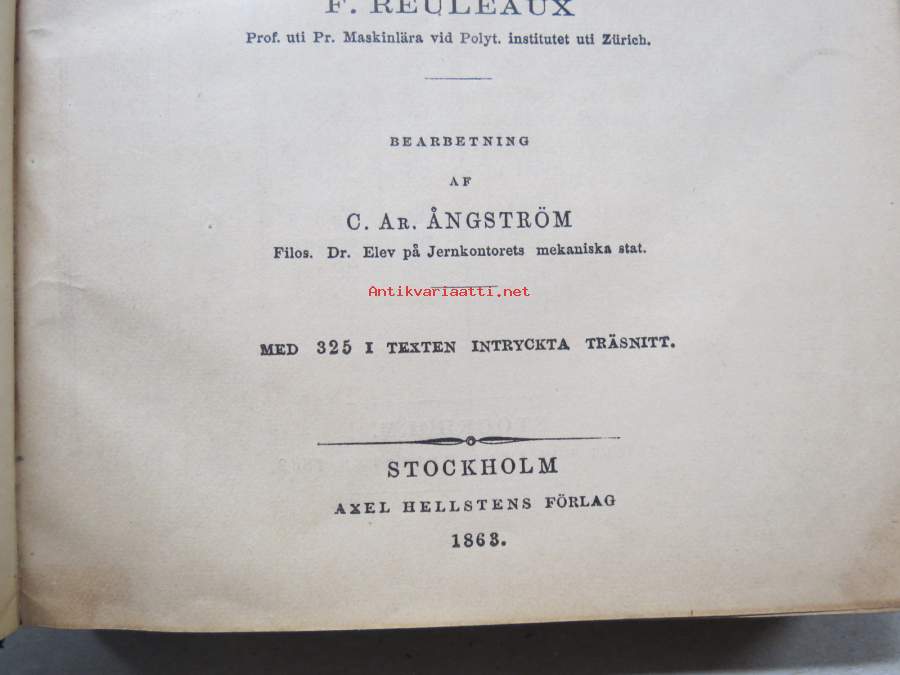 F. REULEAUX
Prof. uti Pr. Maskinlära vid Polyt. institutet uti Zürich.
BEARBETNING
AF
C. AR. ÅNGSTRÖM
Filos. Dr. Elev på Jernkontorets mekaniska stat.
Antikvariaatti.net
MED 325 I TEXTEN INTRYCKTA TRÄSNITT.
STOCKHOLM
AXEL HELLSTENS FÖRLAG
1863.